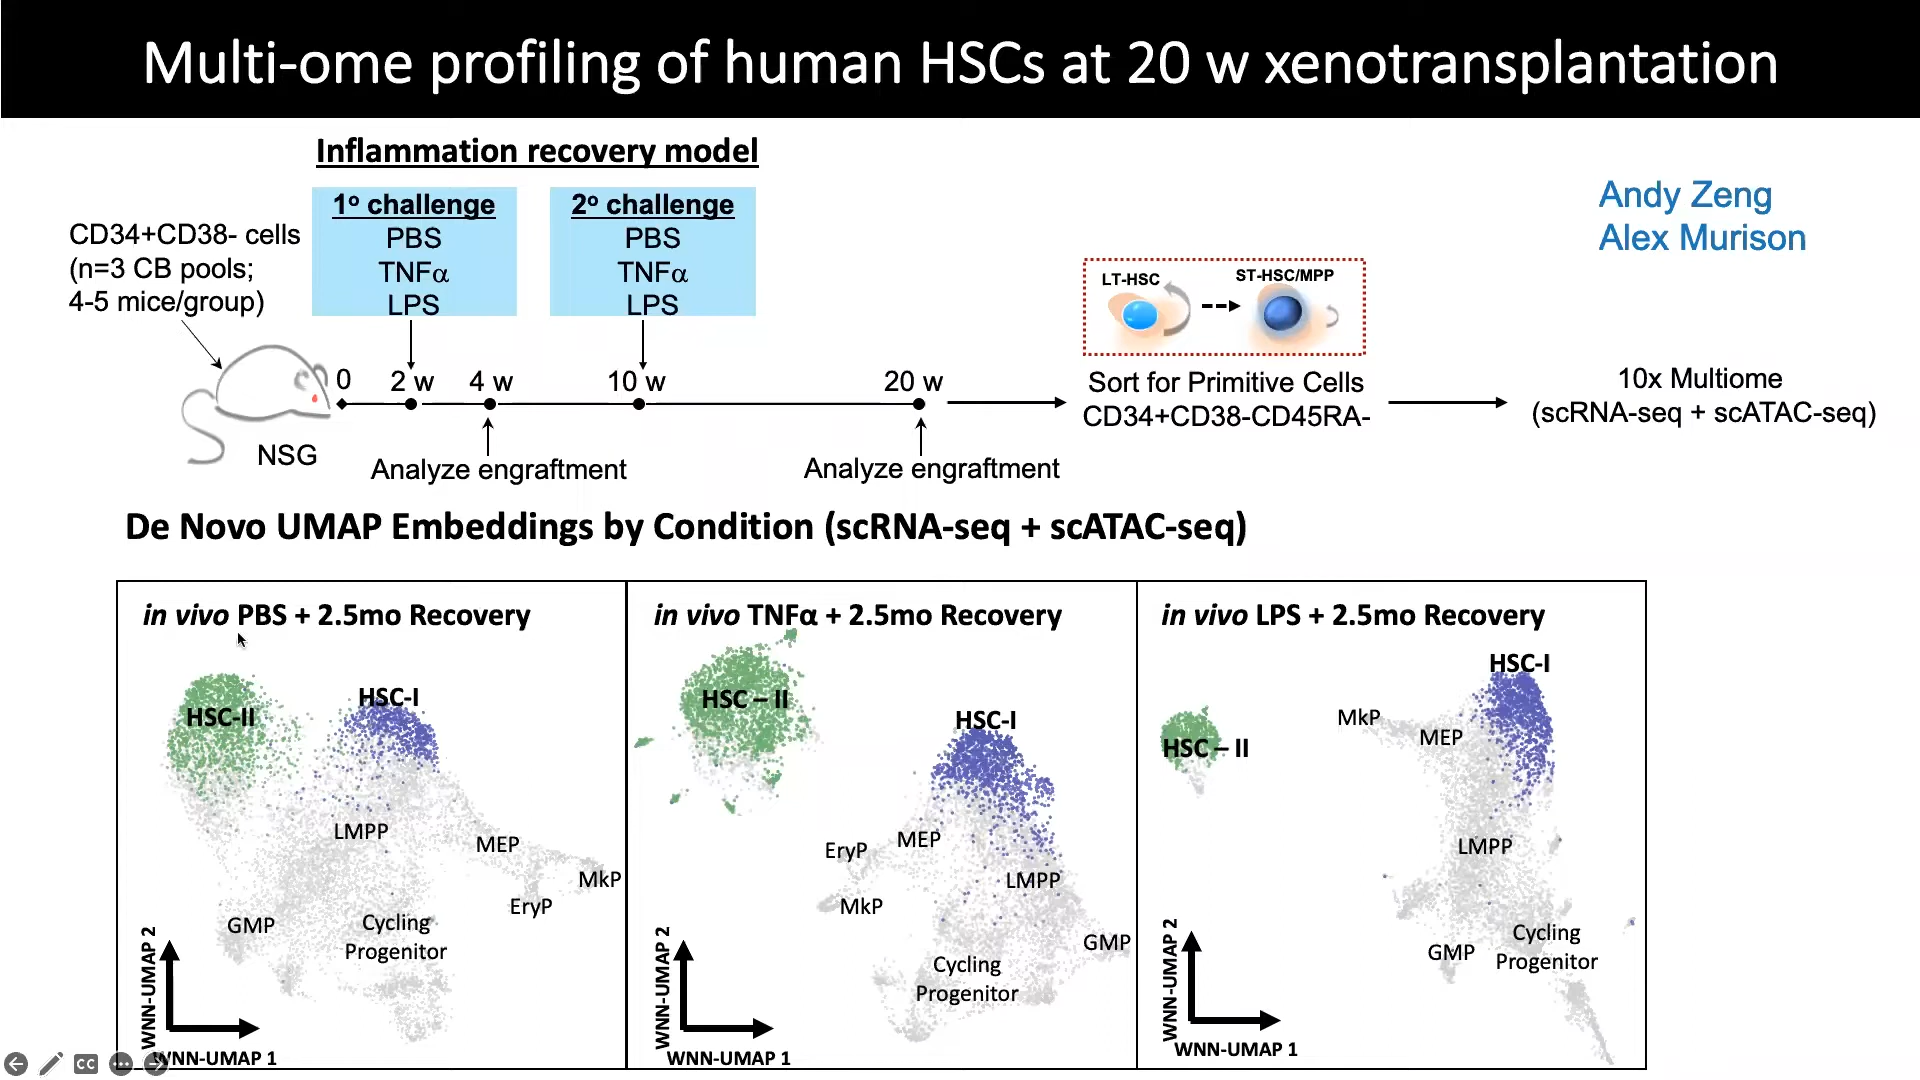 Multi-ome profiling of human HSCs at 20 w xenotransplantation
Inflammation recovery model
1o challenge
PBS
TNFα
LPS
2o challenge
PBS
TNFα
LPS
Andy Zeng
Alex Murison
CD34+CD38- cells
(n=3 CB pools;
4-5 mice/group)
LT-HSC
ST-HSC/MPP
0
2 w
4 w
10 w
20 w
NSG
Analyze engraftment
Analyze engraftment
Sort for Primitive Cells
CD34+CD38-CD45RA-
10x Multiome
(scRNA-seq + scATAC-seq)
De Novo UMAP Embeddings by Condition (scRNA-seq + scATAC-seq)
in vivo PBS + 2.5mo Recovery
HSC-II
HSC-I
LMPP
MEP
MkP
EryP
GMP
Cycling
Progenitor
WNN-UMAP 2
WNN-UMAP 1
in vivo TNFα + 2.5mo Recovery
HSC – II
HSC-I
EryP
MEP
LMPP
MkP
GMP
Cycling
Progenitor
WNN-UMAP 2
WNN-UMAP 1
in vivo LPS + 2.5mo Recovery
HSC-I
MkP
MEP
HSC – II
LMPP
GMP
Cycling
Progenitor
WNN-UMAP 2
WNN-UMAP 1
CC